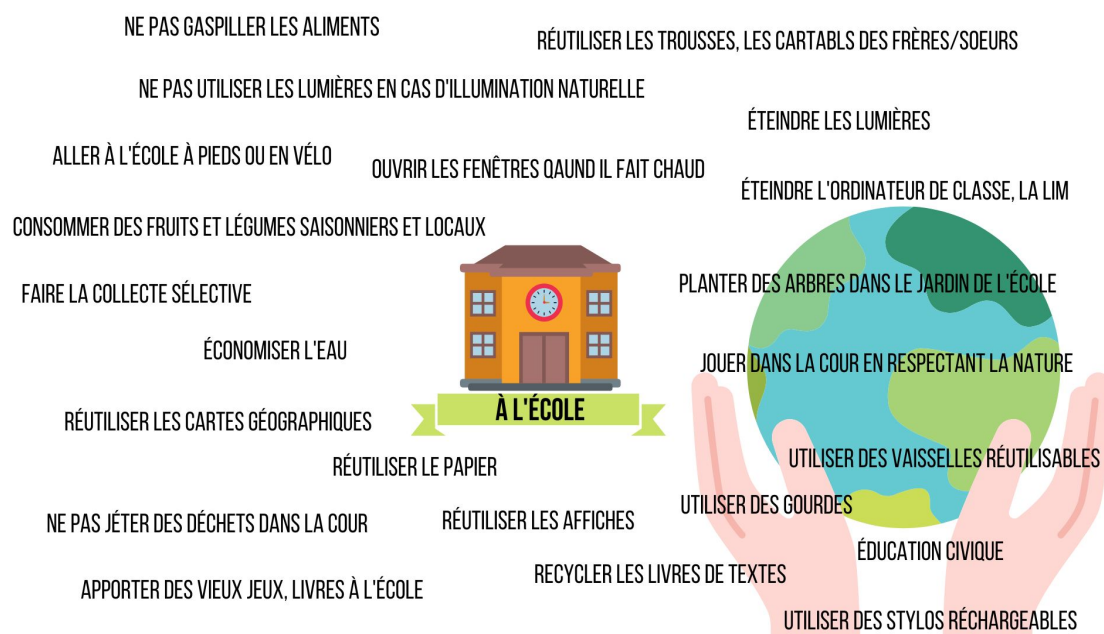 NE PAS GASPILLER LES ALIMENTS
RÉUTILISER LES TROUSSES, LES CARTABLS DES FRÈRES/SOEURS
NE PAS UTILISER LES LUMIÈRES EN CAS D'ILLUMINATION NATURELLE
ÉTEINDRE LES LUMIÈRES
ALLER À L'ÉCOLE À PIEDS OU EN VÉLO
OUVRIR LES FENÊTRES QAUND IL FAIT CHAUD
ÉTEINDRE L'ORDINATEUR DE CLASSE, LA LIM
CONSOMMER DES FRUITS ET LÉGUMES SAISONNIERS ET LOCAUX
PLANTER DES ARBRES DANS LE JARDIN DE L'ÉCOLE
FAIRE LA COLLECTE SÉLECTIVE
ÉCONOMISER L'EAU
JOUER DANS LA COUR EN RESPECTANT LA NATURE
À L'ÉCOLE
RÉUTILISER LES CARTES GÉOGRAPHIQUES
UTILISER DES VAISSELLES RÉUTILISABLES
RÉUTILISER LE PAPIER
UTILISER DES GOURDES
NE PAS JÉTER DES DÉCHETS DANS LA COUR
RÉUTILISER LES AFFICHES
ÉDUCATION CIVIQUE
RECYCLER LES LIVRES DE TEXTES
APPORTER DES VIEUX JEUX, LIVRES À L'ÉCOLE
UTILISER DES STYLOS RÉCHARGEABLES